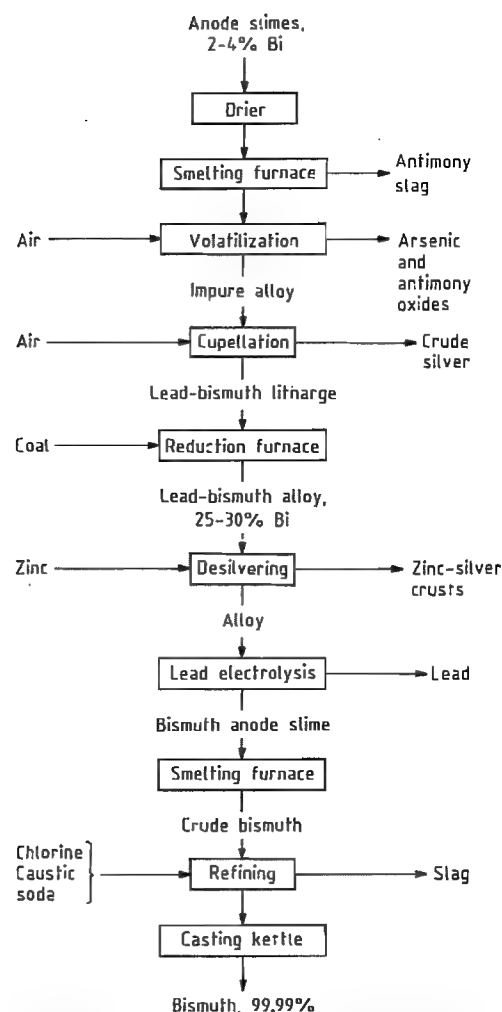 Anode slimes,
2-4% Bi
Drier
Smelting furnace
Antimony
slag
Air
Volatilization
Arsenic
and
antimony
oxides
Impure alloy
Air
Cupellation
Crude
silver
Lead-bismuth litharge
Coal
Reduction furnace
Lead-bismuth alloy,
25-30% Bi
Zinc
Desilvering
Zinc-silver
crusts
Alloy
Lead electrolysis
Lead
Bismuth anode slime
Smelting furnace
Crude bismuth
Chlorine
Caustic
soda
Refining
Slag
Casting kettle
Bismuth, 99.99%